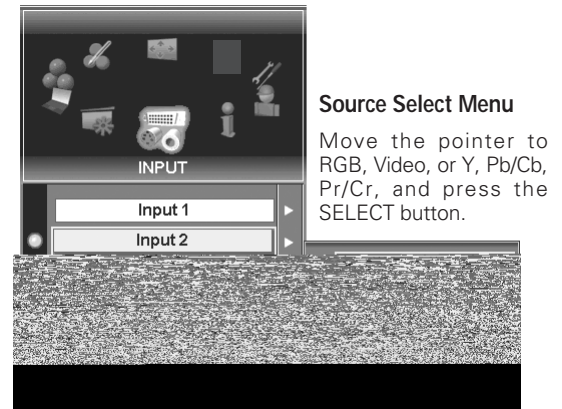 Source Select Menu
Move the pointer to
RGB, Video, or Y, Pb/Cb,
Pr/Cr, and press the
SELECT button.
INPUT
Input 1
Input 2